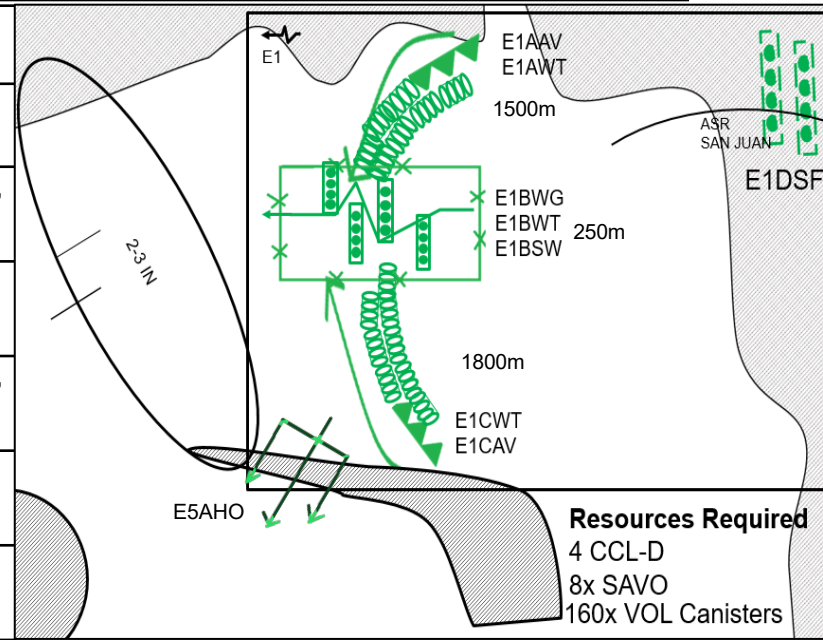 E1
E1AAV
E1AWT
1500m
ASR
SAN JUAN
E1DSF
E1BWG
E1BWT
E1BSW
250m
2-3 IN
1800m
E1CWT
E1CAV
E5AHO
Resources Required
4 CCL-D
8x SAVO
160x VOL Canisters